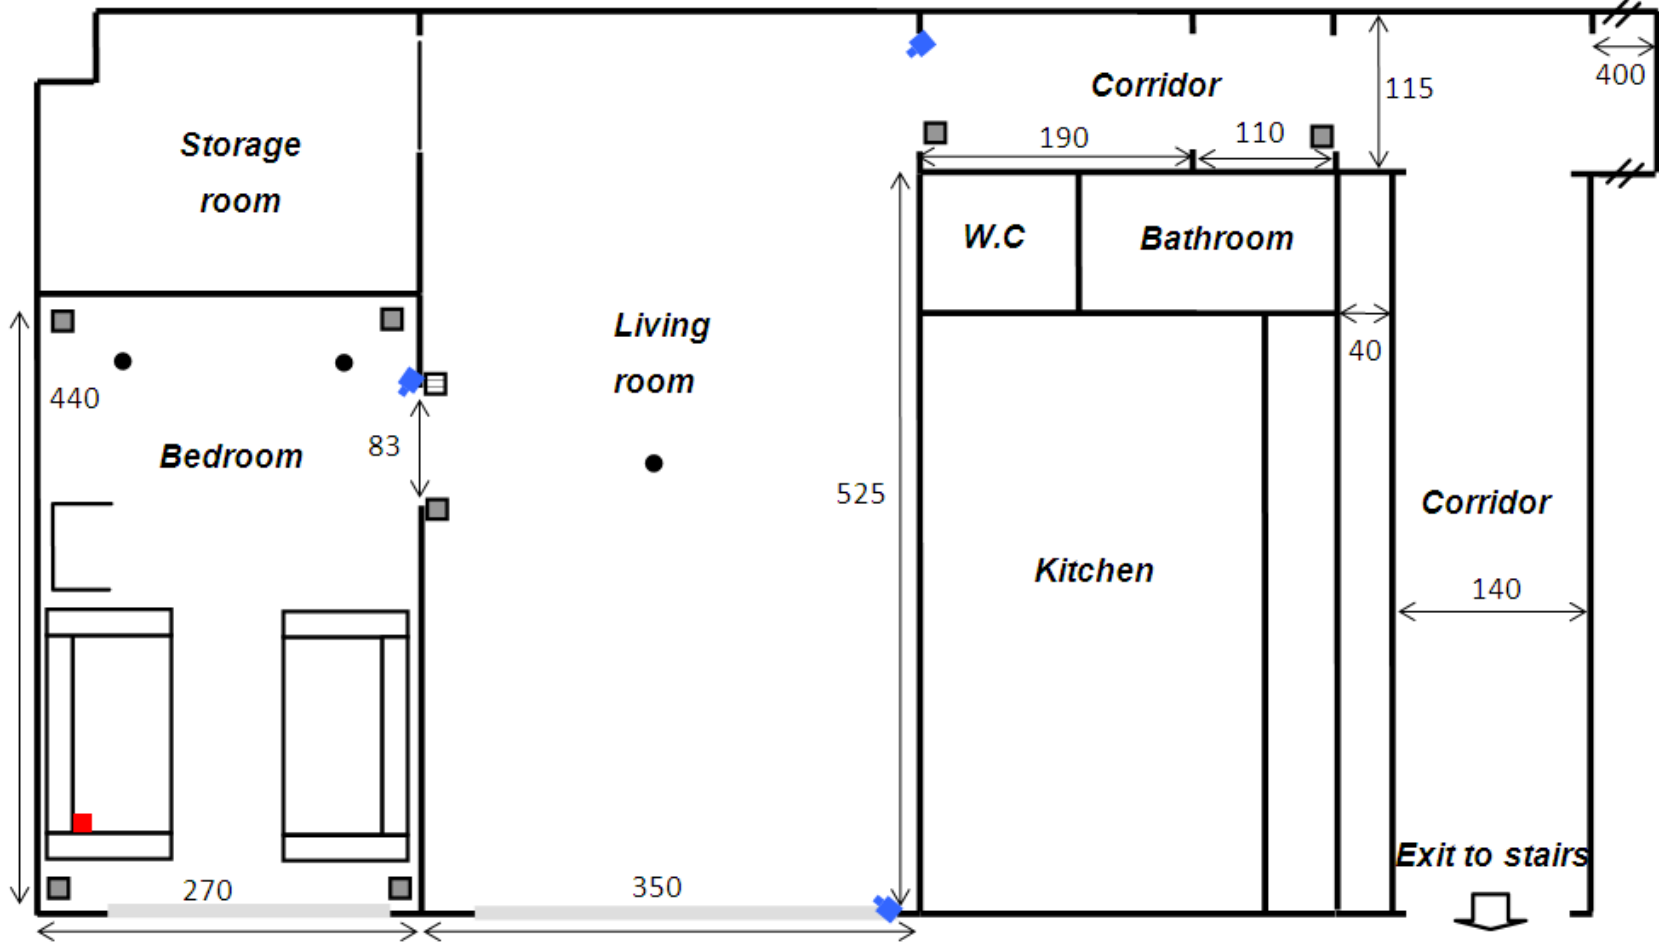 400
Corridor
115
190
110
Storage
room
W.C
Bathroom
Living
room
40
440
83
Bedroom
525
Corridor
Kitchen
140
Exit to stairs
270
350